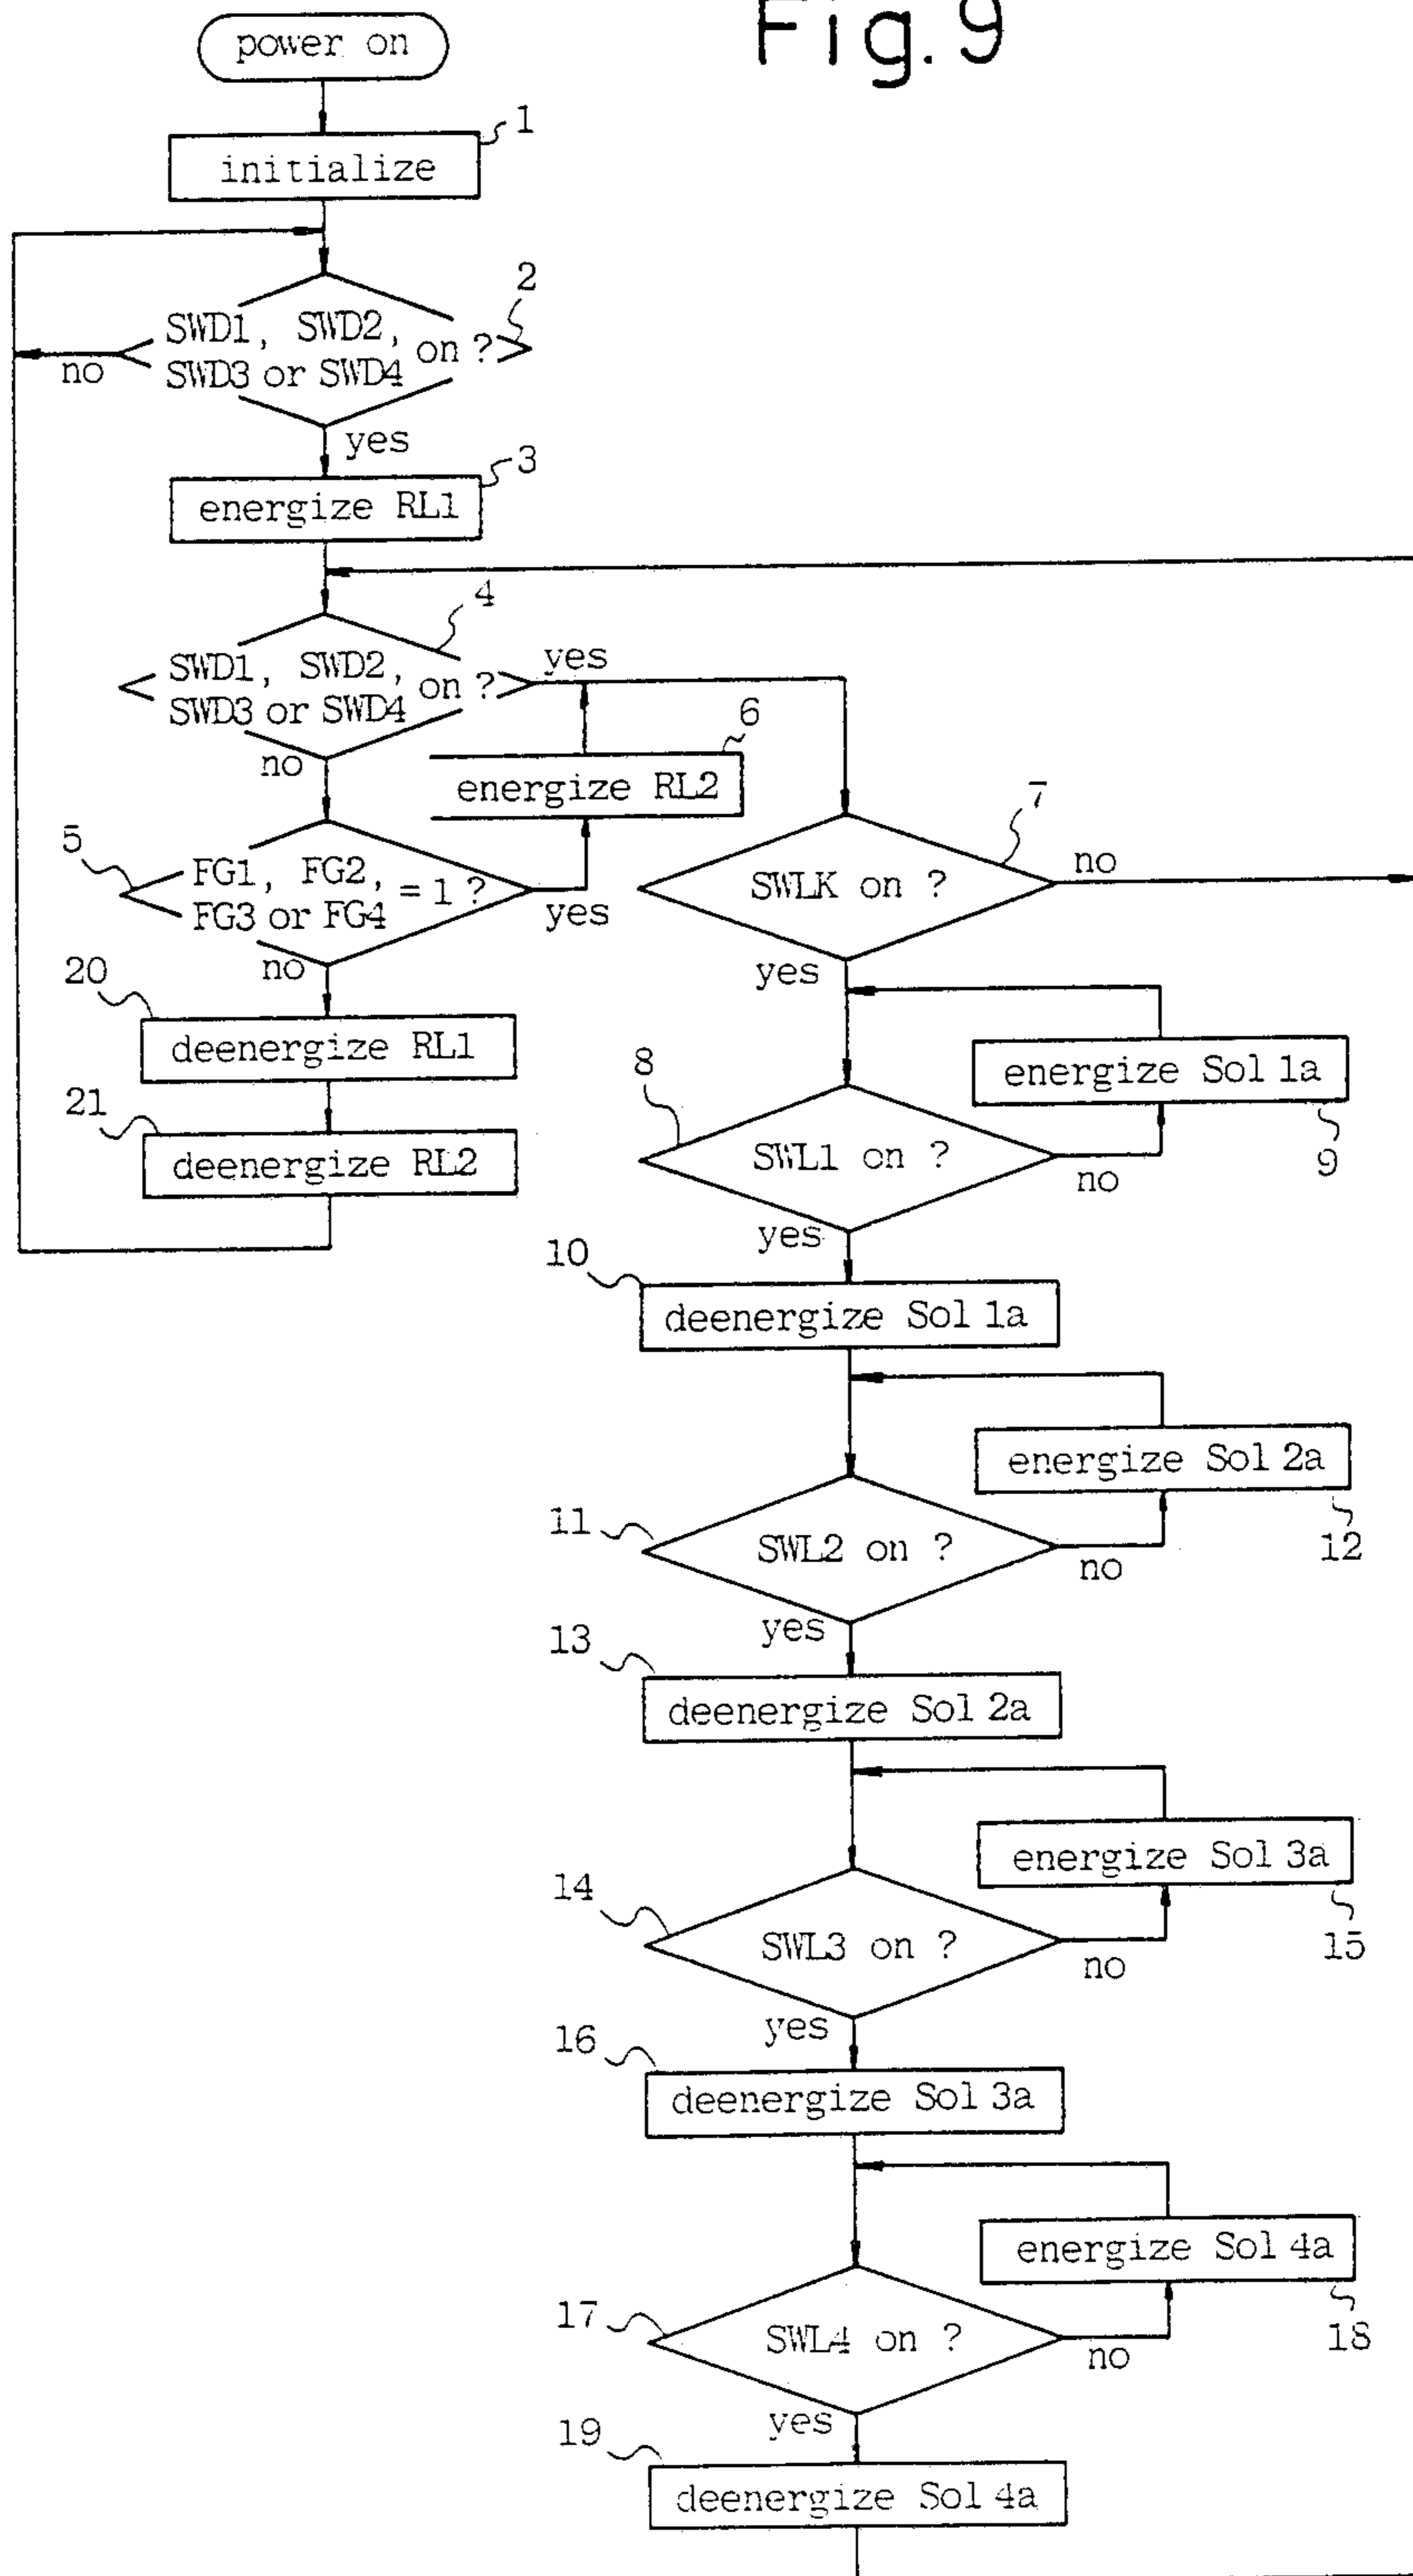 Fig. 9
power on
1
initialize
2
SWD1, SWD2,
SWD3 or SWD4
on ?
no
yes
3
energize RL1
4
SWD1, SWD2,
SWD3 or SWD4
on ?
yes
no
6
energize RL2
5
FG1, FG2,
FG3 or FG4
= 1 ?
yes
no
7
SWLK on ?
no
yes
20
deenergize RL1
21
deenergize RL2
8
SWL1 on ?
no
yes
energize Sol 1a
9
10
deenergize Sol 1a
energize Sol 2a
12
11
SWL2 on ?
no
yes
13
deenergize Sol 2a
energize Sol 3a
15
14
SWL3 on ?
no
yes
16
deenergize Sol 3a
energize Sol 4a
18
17
SWL4 on ?
no
yes
19
deenergize Sol 4a